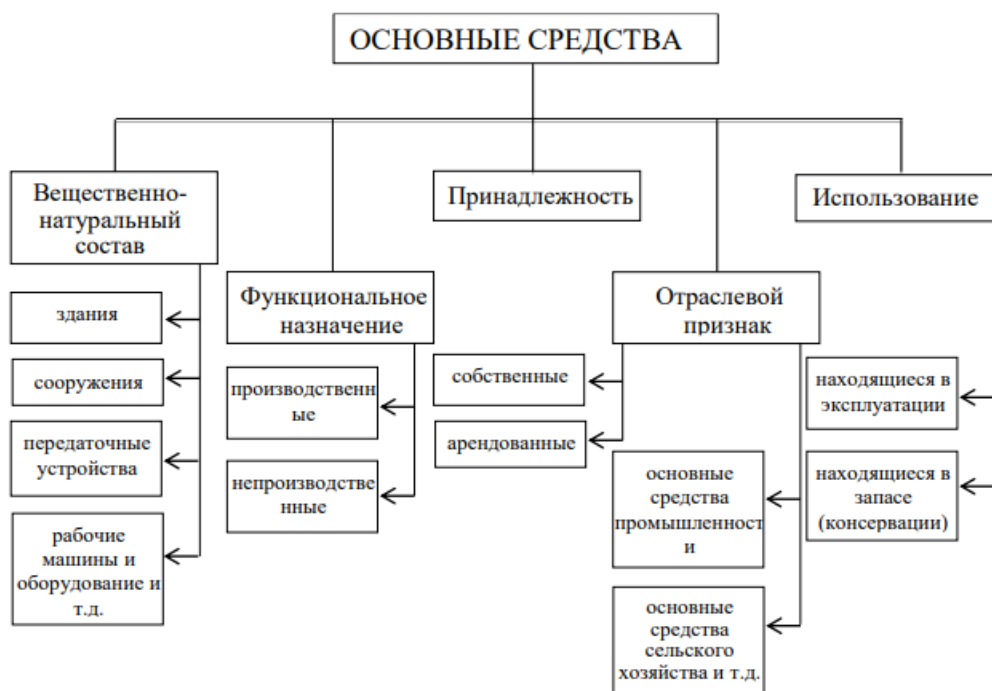 ОСНОВНЫЕ СРЕДСТВА
Вещественно-
натуральный
состав
Принадлежность
Использование
Функциональное
назначение
Отраслевой
признак
здания
сооружения
передаточные
устройства
рабочие
машины и
оборудование и
т.д.
производственн
ые
непроизводстве
нные
собственные
арендованные
основные
средства
промышленност
и
основные
средства
сельского
хозяйства и т.д.
находящиеся в
эксплуатации
находящиеся в
запасе
(консервации)